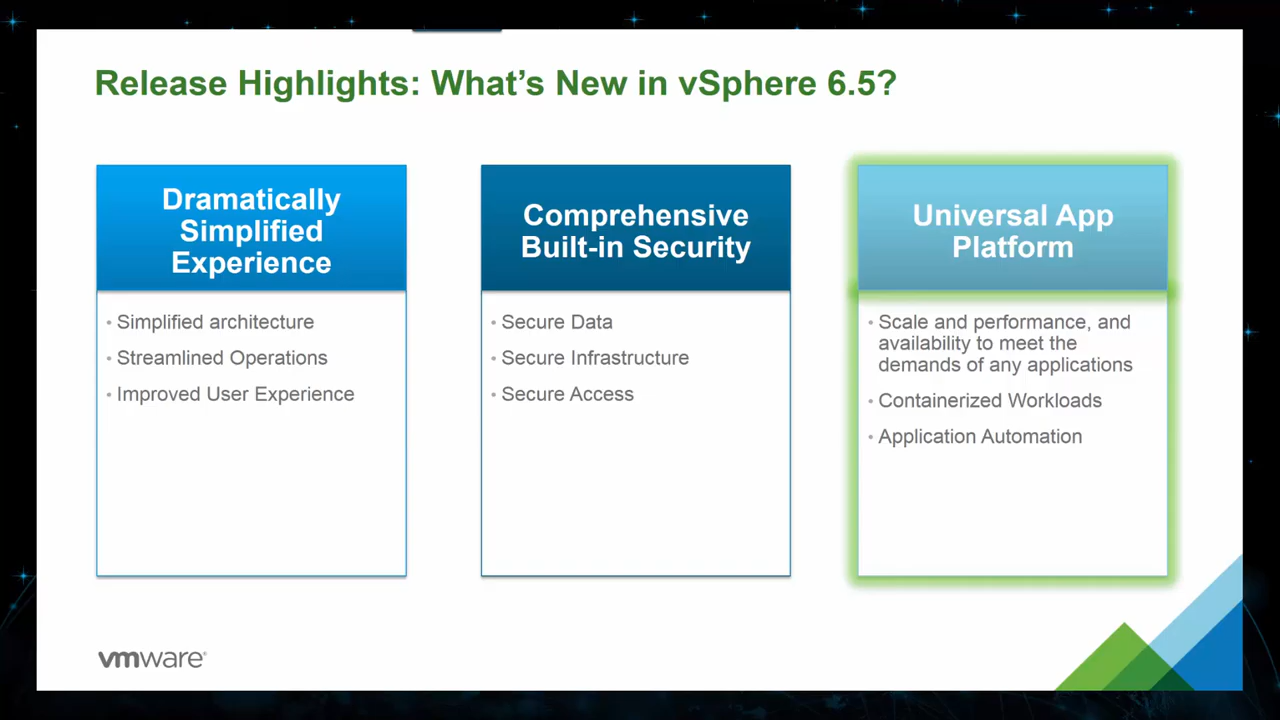 Release Highlights: What's New in vSphere 6.5?
Dramatically
Simplified
Experience
• Simplified architecture
• Streamlined Operations
• Improved User Experience
Comprehensive
Built-in Security
• Secure Data
• Secure Infrastructure
• Secure Access
Universal App
Platform
• Scale and performance, and
availability to meet the
demands of any applications
• Containerized Workloads
• Application Automation
vmware®